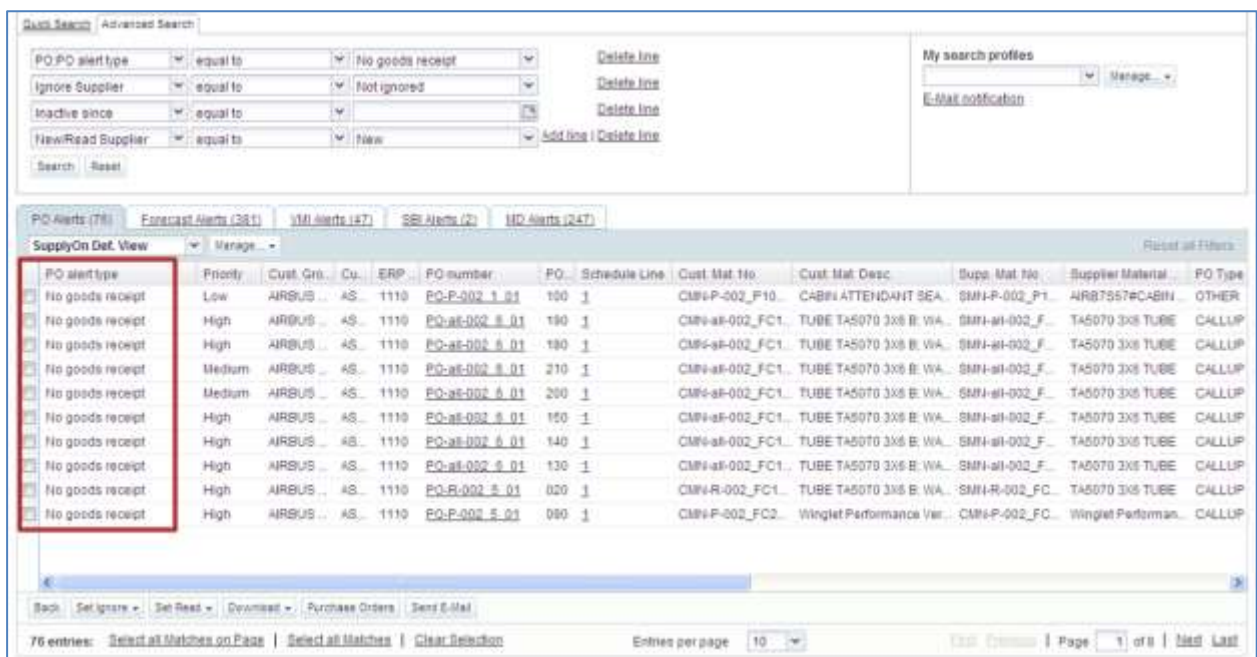 Quick Search Advanced Search
PO:PO alert type equal to No goods receipt Delete line My search profiles
Ignore Supplier equal to Not ignored Delete line Manage...
Inactive since equal to Delete line E-Mail notification
New/Read Supplier equal to New Add line | Delete line
Search Reset
PO Alerts (76) Forecast Alerts (381) VMI Alerts (47) SBI Alerts (2) MD Alerts (247)
SupplyOn Def. View Manage... Reset all Filters
PO alert type Priority Cust. Gro... Cu... ERP ... PO number PO... Schedule Line Cust. Mat. No. Cust. Mat. Desc. Supp. Mat. No. Supplier Material ... PO Type
No goods receipt Low AIRBUS ... AS... 1110 PO-P-002_1_01 100 1 CMN-P-002_P10... CABIN ATTENDANT SEA... SMN-P-002_P1... CABIN... OTHER
No goods receipt High AIRBUS ... AS... 1110 PO-all-002_6_01 190 1 CMN-all-002_FC1... TUBE TA5070 3X6 B; WA... SMN-all-002_F... TA5070 3X6 TUBE CALLUP
No goods receipt High AIRBUS ... AS... 1110 PO-all-002_6_01 180 1 CMN-all-002_FC1... TUBE TA5070 3X6 B; WA... SMN-all-002_F... TA5070 3X6 TUBE CALLUP
No goods receipt Medium AIRBUS ... AS... 1110 PO-all-002_6_01 210 1 CMN-all-002_FC1... TUBE TA5070 3X6 B; WA... SMN-all-002_F... TA5070 3X6 TUBE CALLUP
No goods receipt Medium AIRBUS ... AS... 1110 PO-all-002_6_01 200 1 CMN-all-002_FC1... TUBE TA5070 3X6 B; WA... SMN-all-002_F... TA5070 3X6 TUBE CALLUP
No goods receipt High AIRBUS ... AS... 1110 PO-all-002_6_01 150 1 CMN-all-002_FC1... TUBE TA5070 3X6 B; WA... SMN-all-002_F... TA5070 3X6 TUBE CALLUP
No goods receipt High AIRBUS ... AS... 1110 PO-all-002_6_01 140 1 CMN-all-002_FC1... TUBE TA5070 3X6 B; WA... SMN-all-002_F... TA5070 3X6 TUBE CALLUP
No goods receipt High AIRBUS ... AS... 1110 PO-all-002_6_01 130 1 CMN-all-002_FC1... TUBE TA5070 3X6 B; WA... SMN-all-002_F... TA5070 3X6 TUBE CALLUP
No goods receipt High AIRBUS ... AS... 1110 PO-R-002_5_01 020 1 CMN-R-002_FC1... TUBE TA5070 3X6 B; WA... SMN-R-002_FC... TA5070 3X6 TUBE CALLUP
No goods receipt High AIRBUS ... AS... 1110 PO-P-002_5_01 090 1 CMN-P-002_FC2... Winglet Performance Ver... CMN-P-002_FC... Winglet Performan... CALLUP
Back Set Ignore Set Read Download Purchase Orders Send E-Mail
76 entries: Select all Matches on Page | Select all Matches | Clear Selection Entries per page 10 First Previous | Page 1 of 8 | Next Last